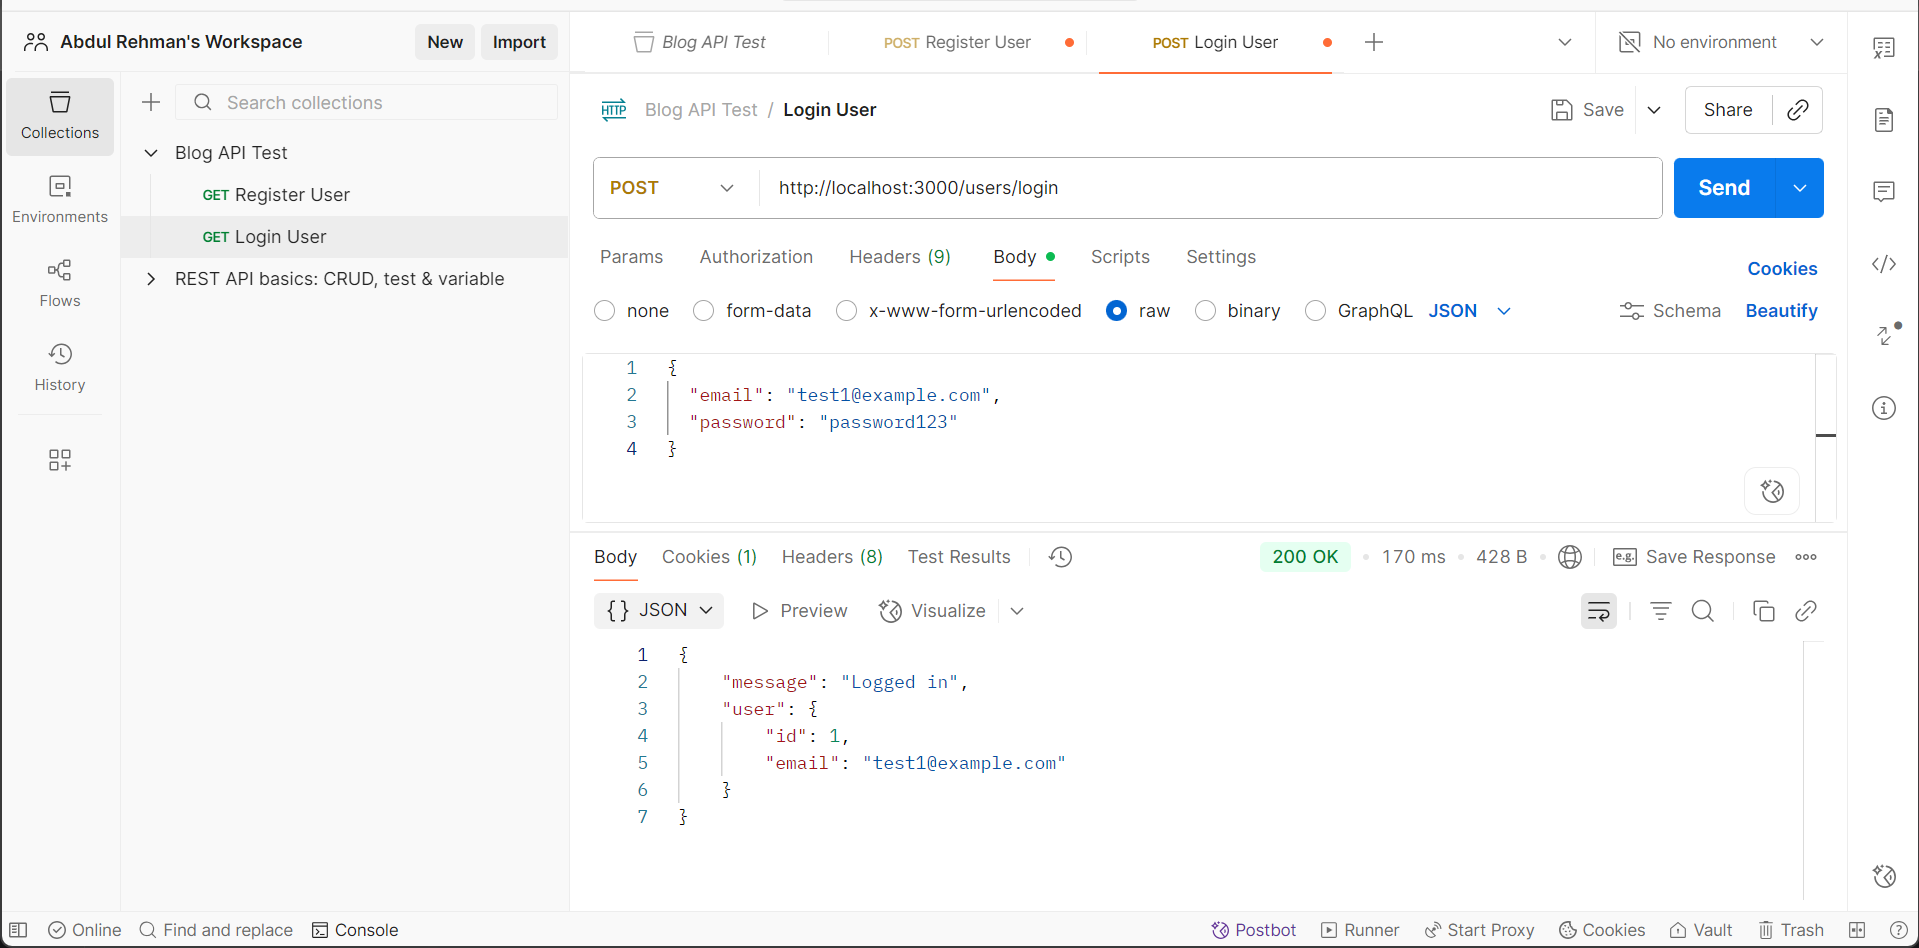 Abdul Rehman's Workspace
New
Import
Blog API Test
POST Register User
POST Login User
No environment
Collections
Environments
Flows
History
Search collections
Blog API Test
GET Register User
GET Login User
REST API basics: CRUD, test & variable
HTTP
Blog API Test / Login User
Save
Share
POST
http://localhost:3000/users/login
Send
Params
Authorization
Headers (9)
Body
Scripts
Settings
Cookies
none
form-data
x-www-form-urlencoded
raw
binary
GraphQL
JSON
Schema
Beautify
1 {
2 "email": "test1@example.com",
3 "password": "password123"
4 }
Body
Cookies (1)
Headers (8)
Test Results
200 OK
170 ms
428 B
e.g.
Save Response
{} JSON
Preview
Visualize
1 {
2 "message": "Logged in",
3 "user": {
4 "id": 1,
5 "email": "test1@example.com"
6 }
7 }
Online
Find and replace
Console
Postbot
Runner
Start Proxy
Cookies
Vault
Trash